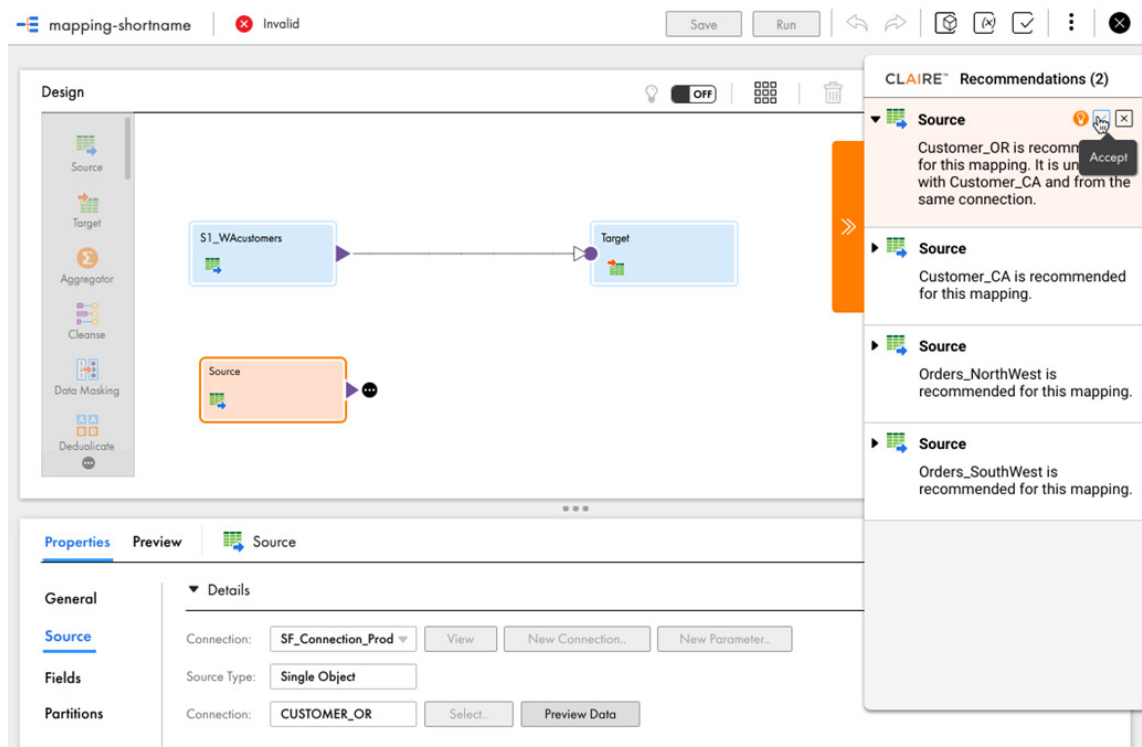 mapping-shortname
Invalid
Save
Run
Design
OFF
Source
Target
Aggregator
Cleanse
Data Masking
Deduplicate
S1_WAcustomers
Target
Source
CLAIRE™ Recommendations (2)
Source
Accept
Customer_OR is
for this mapping. It is
with Customer_CA and from the
same connection.
Source
Customer_CA is recommended
for this mapping.
Source
Orders_NorthWest is
recommended for this mapping.
Source
Orders_SouthWest is
recommended for this mapping.
Properties
Preview
Source
General
Source
Fields
Partitions
Details
Connection: SF_Connection_Prod View New Connection.. New Parameter..
Source Type: Single Object
Connection: CUSTOMER_OR Select.. Preview Data